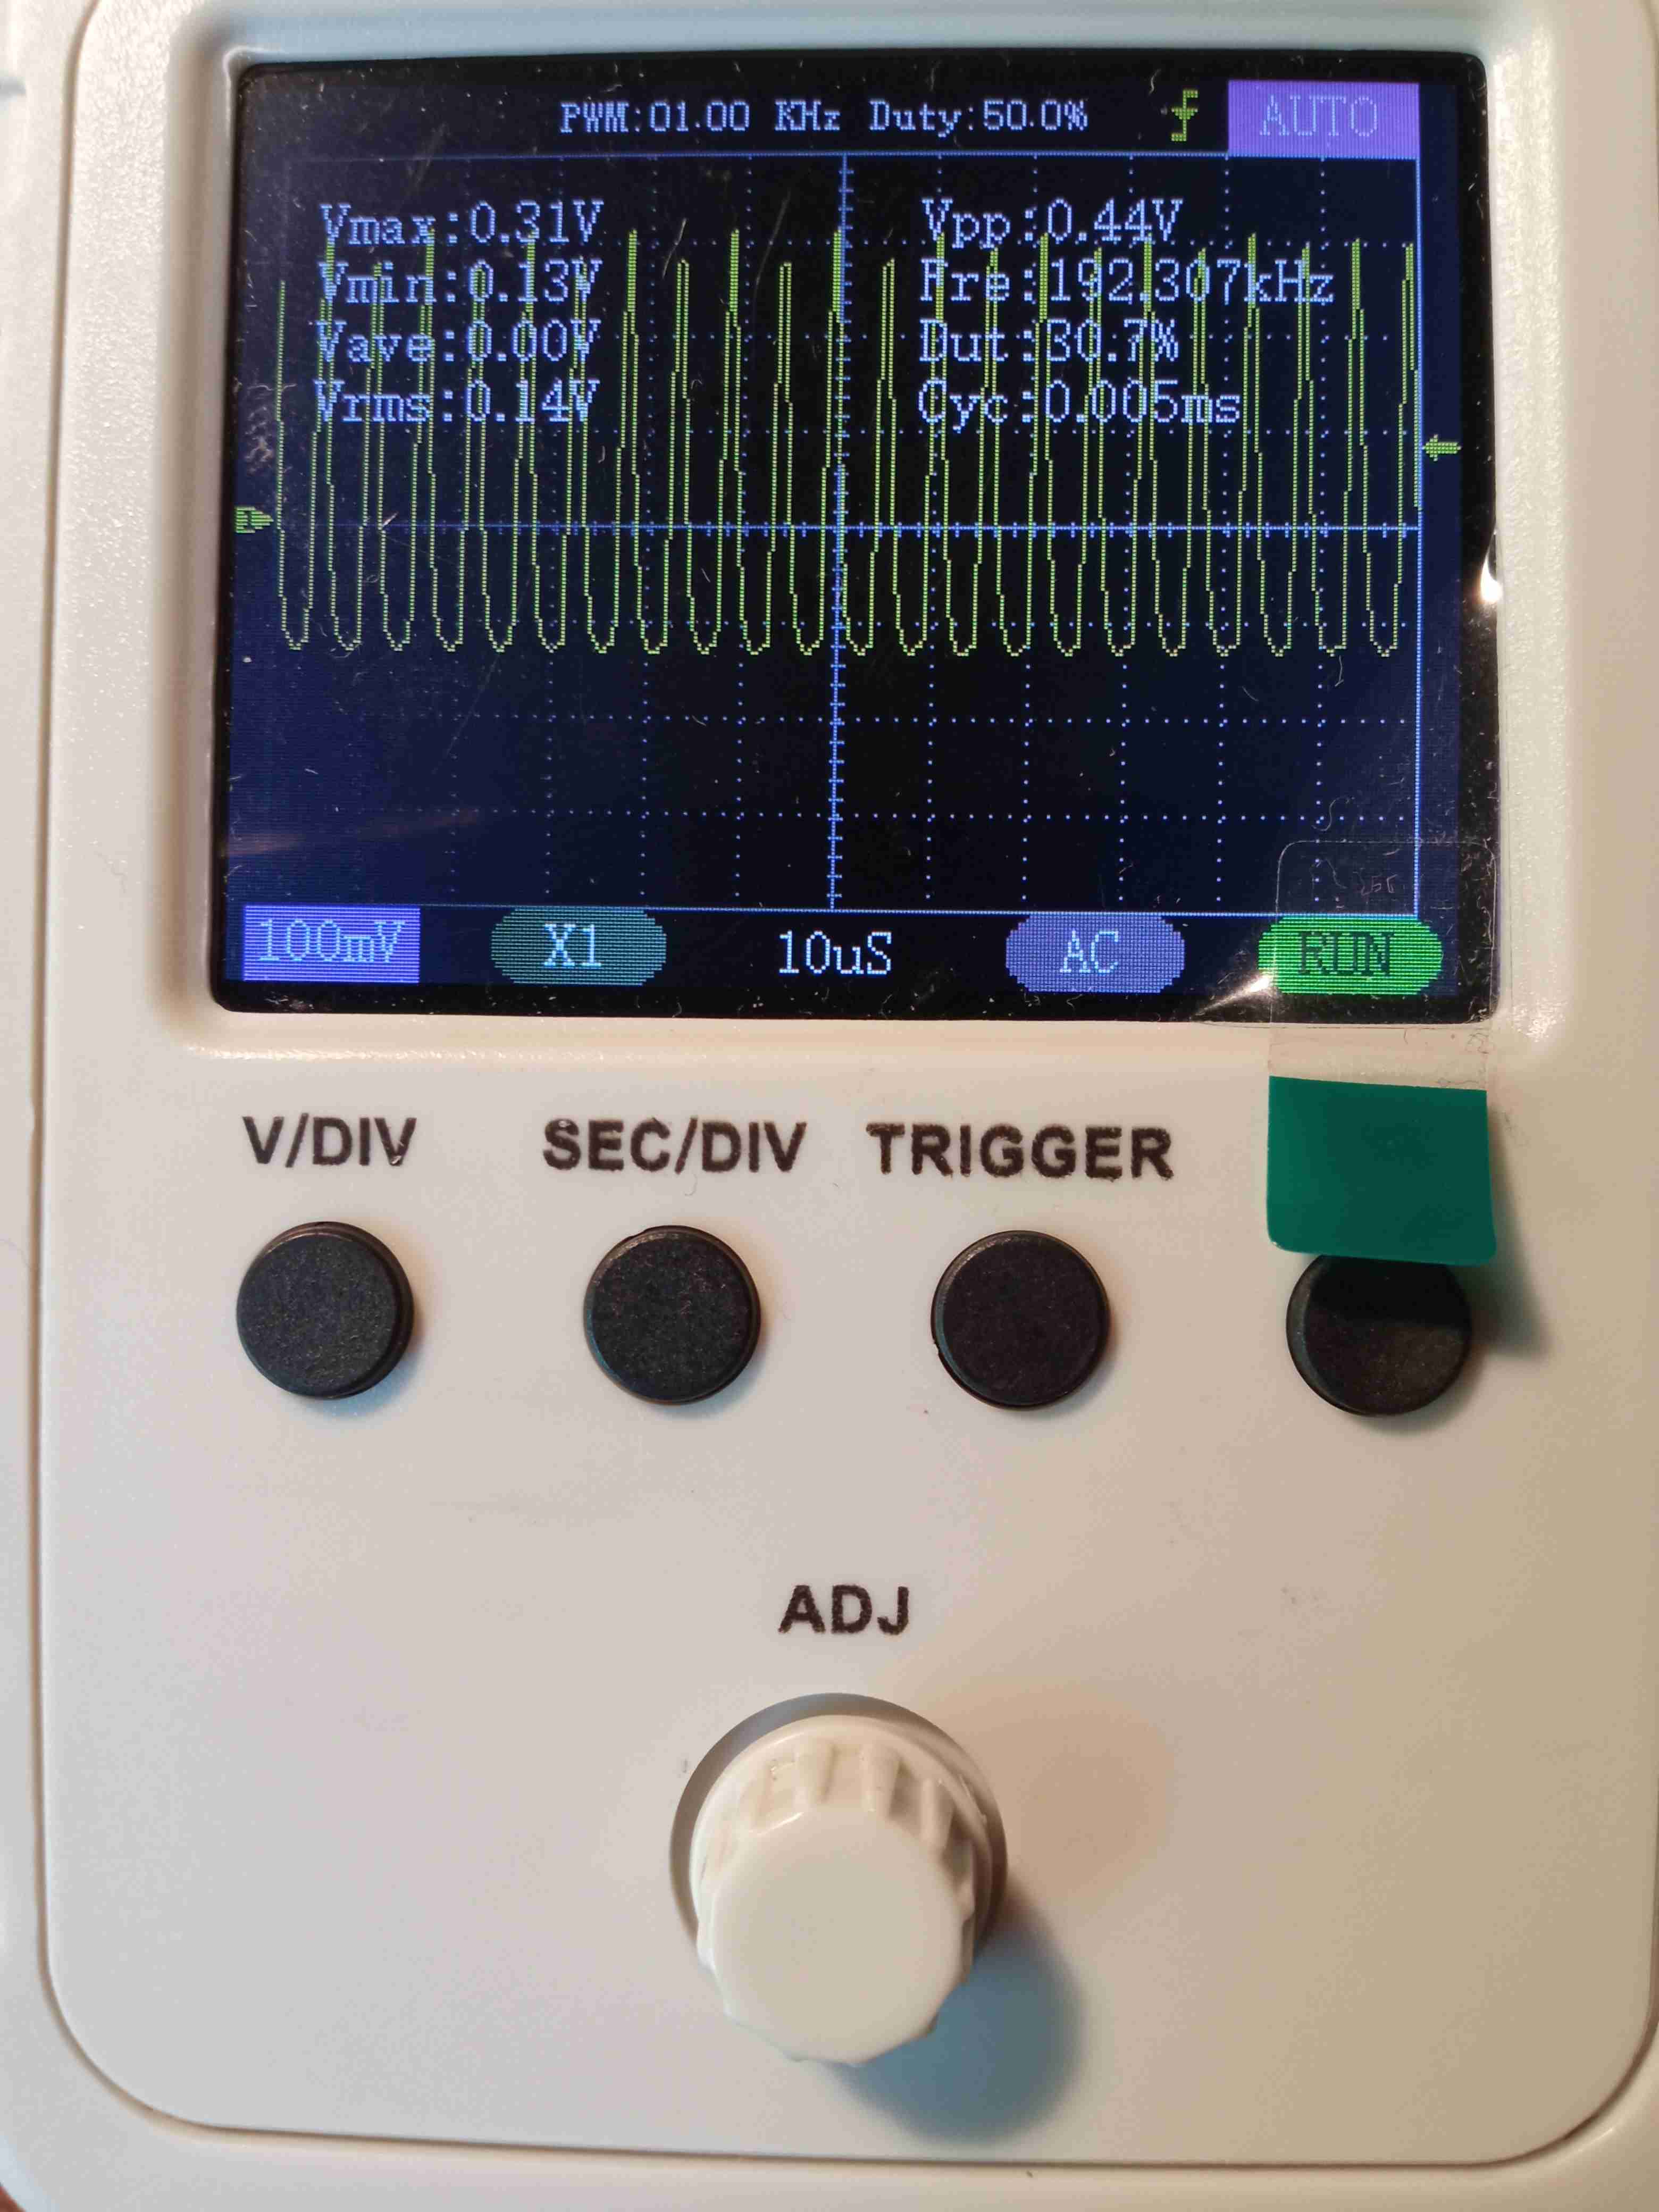 PWM:01.00 KHz Duty:50.0% AUTO
Vmax:0.31V Vpp:0.44V
Vmin:0.13V Fre:192.307kHz
Vave:0.00V Dut:30.7%
Vrms:0.14V Cyc:0.005ms
100mV X1 10uS AC RUN
V/DIV SEC/DIV TRIGGER
ADJ